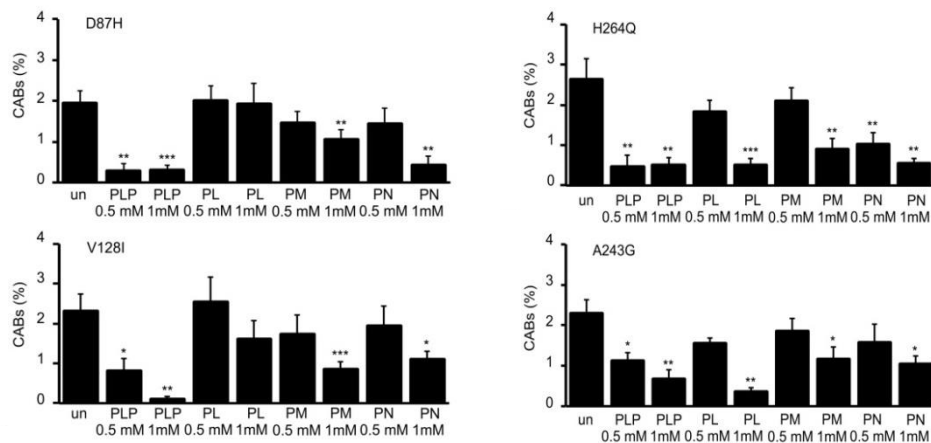 D87H
CABs (%)
4
3
2
1
0
** *** ** **
un PLP PLP PL PL PM PM PN PN
0.5 mM 1mM 0.5 mM 1mM 0.5 mM 1mM 0.5 mM 1mM
H264Q
CABs (%)
4
3
2
1
0
** ** *** ** ** **
un PLP PLP PL PL PM PM PN PN
0.5 mM 1mM 0.5 mM 1mM 0.5 mM 1mM 0.5 mM 1mM
V128I
CABs (%)
4
3
2
1
0
* ** *** *
un PLP PLP PL PL PM PM PN PN
0.5 mM 1mM 0.5 mM 1mM 0.5 mM 1mM 0.5 mM 1mM
A243G
CABs (%)
4
3
2
1
0
* ** ** * *
un PLP PLP PL PL PM PM PN PN
0.5 mM 1mM 0.5 mM 1mM 0.5 mM 1mM 0.5 mM 1mM